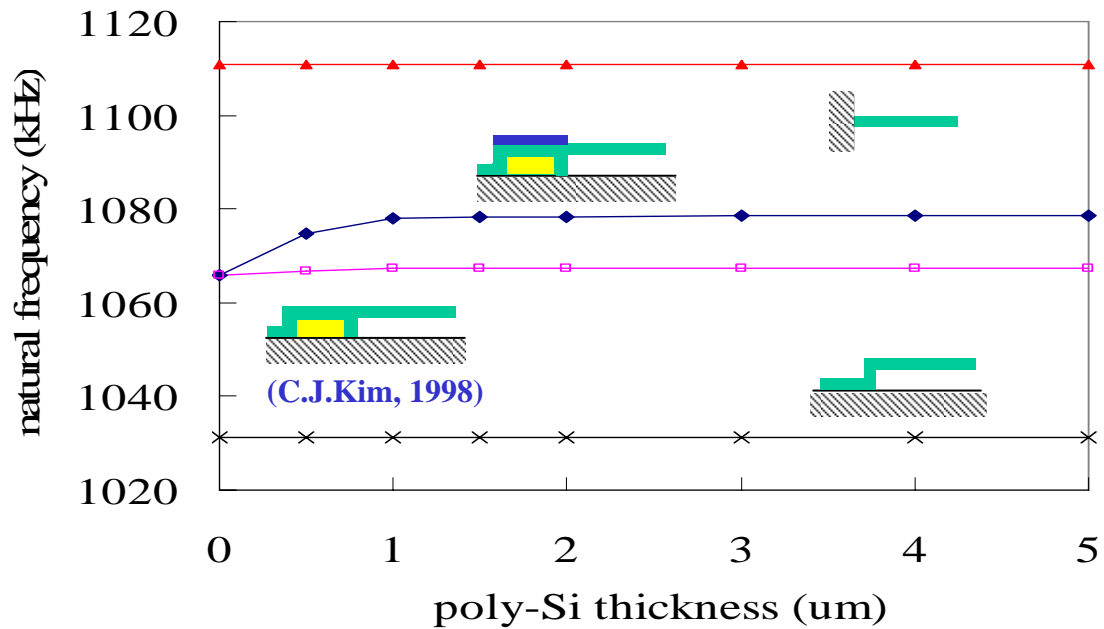 1120
1100
1080
1060
1040
1020
natural frequency (kHz)
(C.J.Kim, 1998)
0 1 2 3 4 5
poly-Si thickness (um)